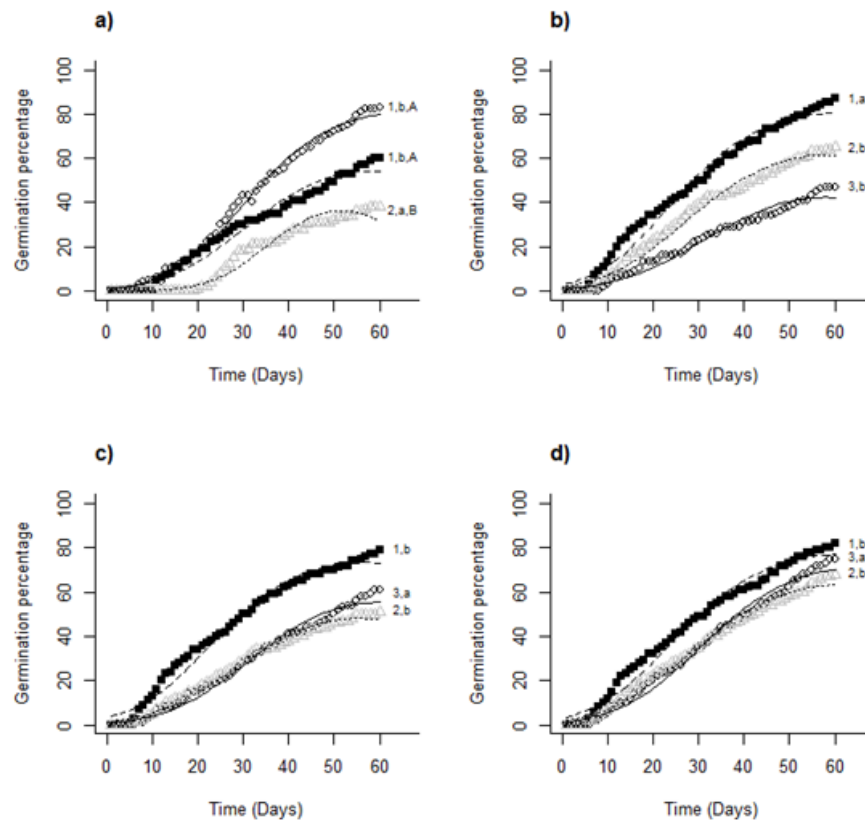 a)
100
80
60
40
20
0
Germination percentage
1,b,A
1,b,A
2,a,B
0 10 20 30 40 50 60
Time (Days)
b)
100
80
60
40
20
0
Germination percentage
1,a
2,b
3,b
0 10 20 30 40 50 60
Time (Days)
c)
100
80
60
40
20
0
Germination percentage
1,b
3,a
2,b
0 10 20 30 40 50 60
Time (Days)
d)
100
80
60
40
20
0
Germination percentage
1,b
3,a
2,b
0 10 20 30 40 50 60
Time (Days)